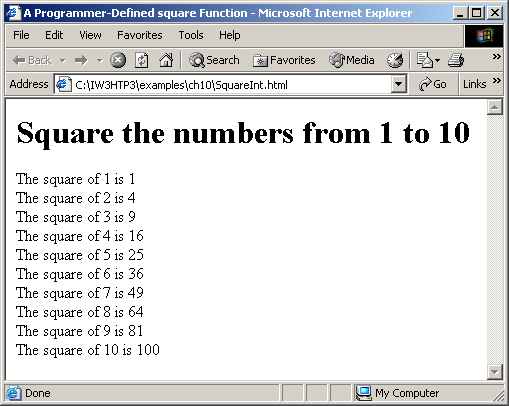 A Programmer-Defined square Function - Microsoft Internet Explorer
File Edit View Favorites Tools Help
Back Search Favorites Media »
Address C:\IW3HTP3\examples\ch10\SquareInt.html Go Links »
Square the numbers from 1 to 10
The square of 1 is 1
The square of 2 is 4
The square of 3 is 9
The square of 4 is 16
The square of 5 is 25
The square of 6 is 36
The square of 7 is 49
The square of 8 is 64
The square of 9 is 81
The square of 10 is 100
Done My Computer